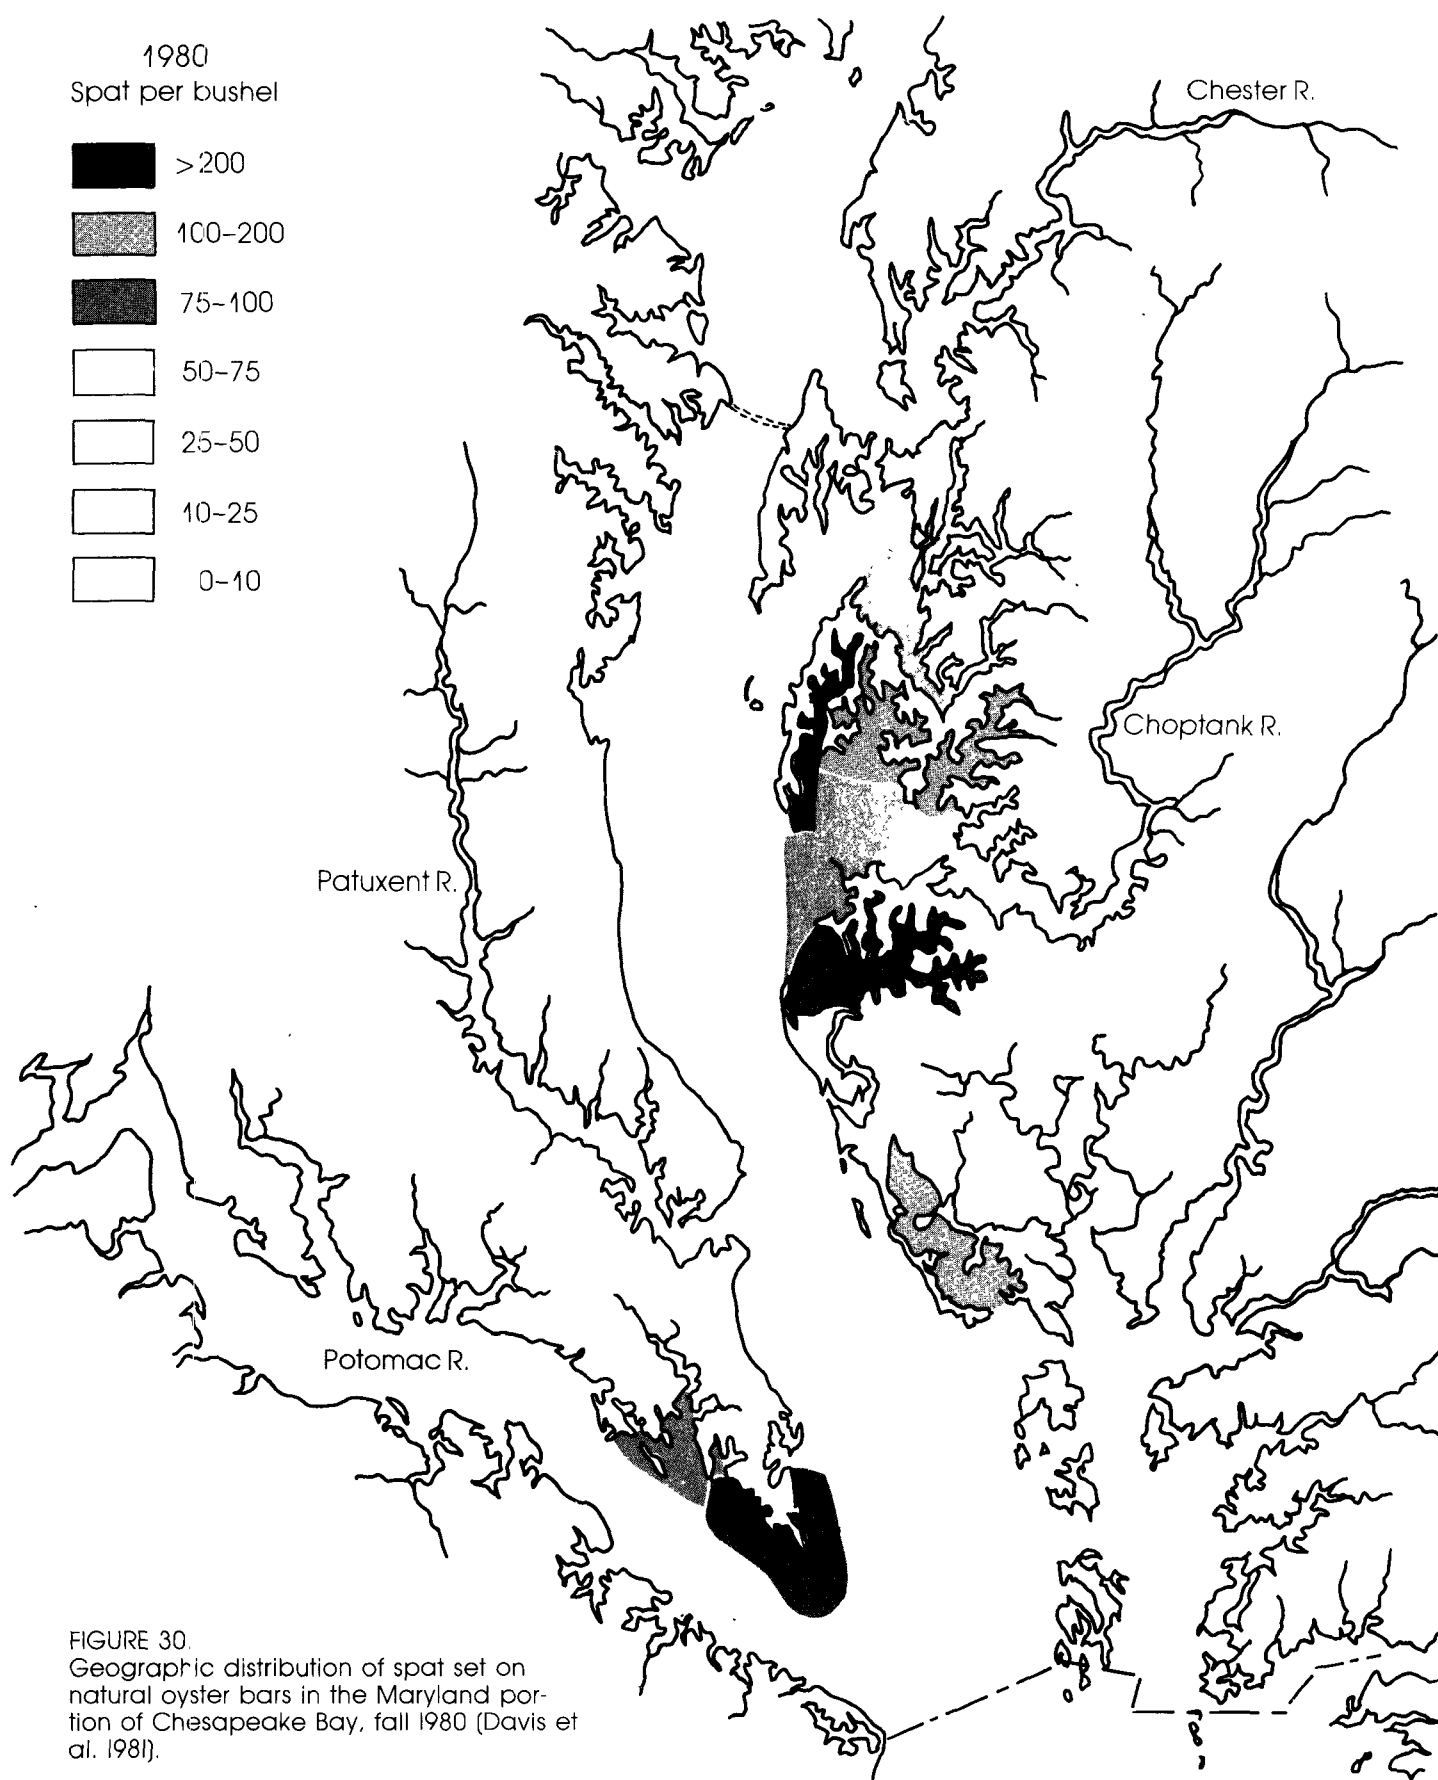 1980
Spat per bushel
>200
100-200
75-100
50-75
25-50
10-25
0-10
Chester R.
Choptank R.
Patuxent R.
Potomac R.
FIGURE 30.
Geographic distribution of spat set on
natural oyster bars in the Maryland por-
tion of Chesapeake Bay, fall 1980 (Davis et
al. 1981).